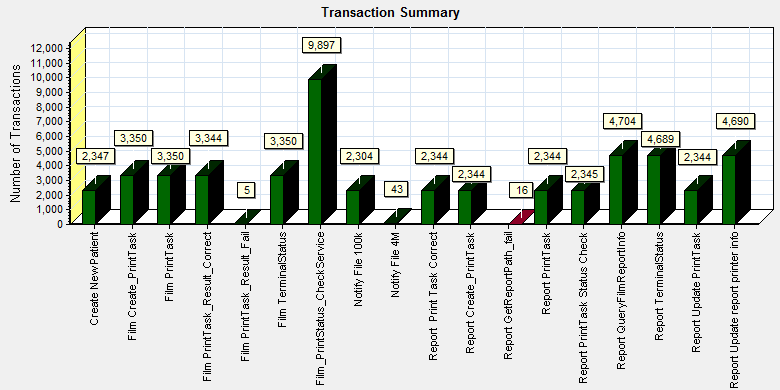 Transaction Summary
Number of Transactions
12,000
11,000
10,000
9,000
8,000
7,000
6,000
5,000
4,000
3,000
2,000
1,000
0
2,347
3,350
3,350
3,344
5
3,350
9,897
2,304
43
2,344
2,344
16
2,344
2,345
4,704
4,689
2,344
4,690
Create NewPatient
Film Create_PrintTask
Film PrintTask
Film PrintTask_Result_Correct
Film PrintTask_Result_Fail
Film TerminalStatus
Film_PrintStatus_CheckService
Notify File 100k
Notify File 4M
Report Print Task Correct
Report Create_PrintTask
Report GetReportPath_fail
Report PrintTask
Report PrintTask Status Check
Report QueryFilmReportInfo
Report TerminalStatus
Report Update PrintTask
Report Update report printer info